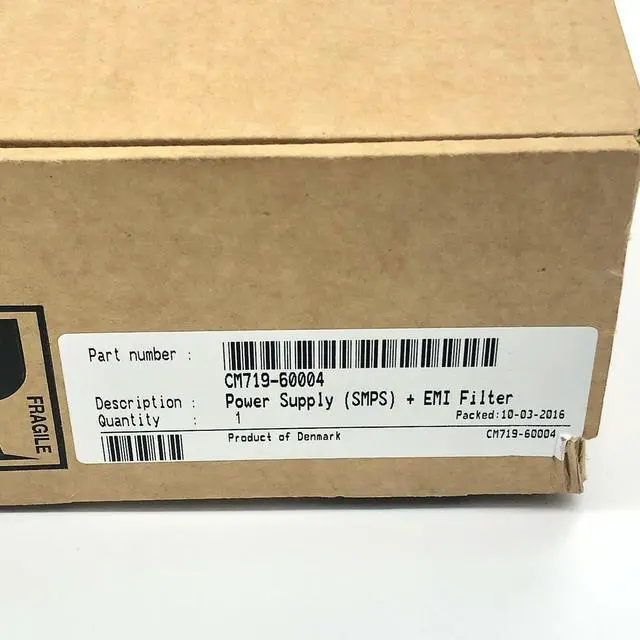 Part number :
CM719-60004
Description : Power Supply (SMPS) + EMI Filter
Quantity : 1 Packed:10-03-2016
Product of Denmark CM719-60004
FRAGILE